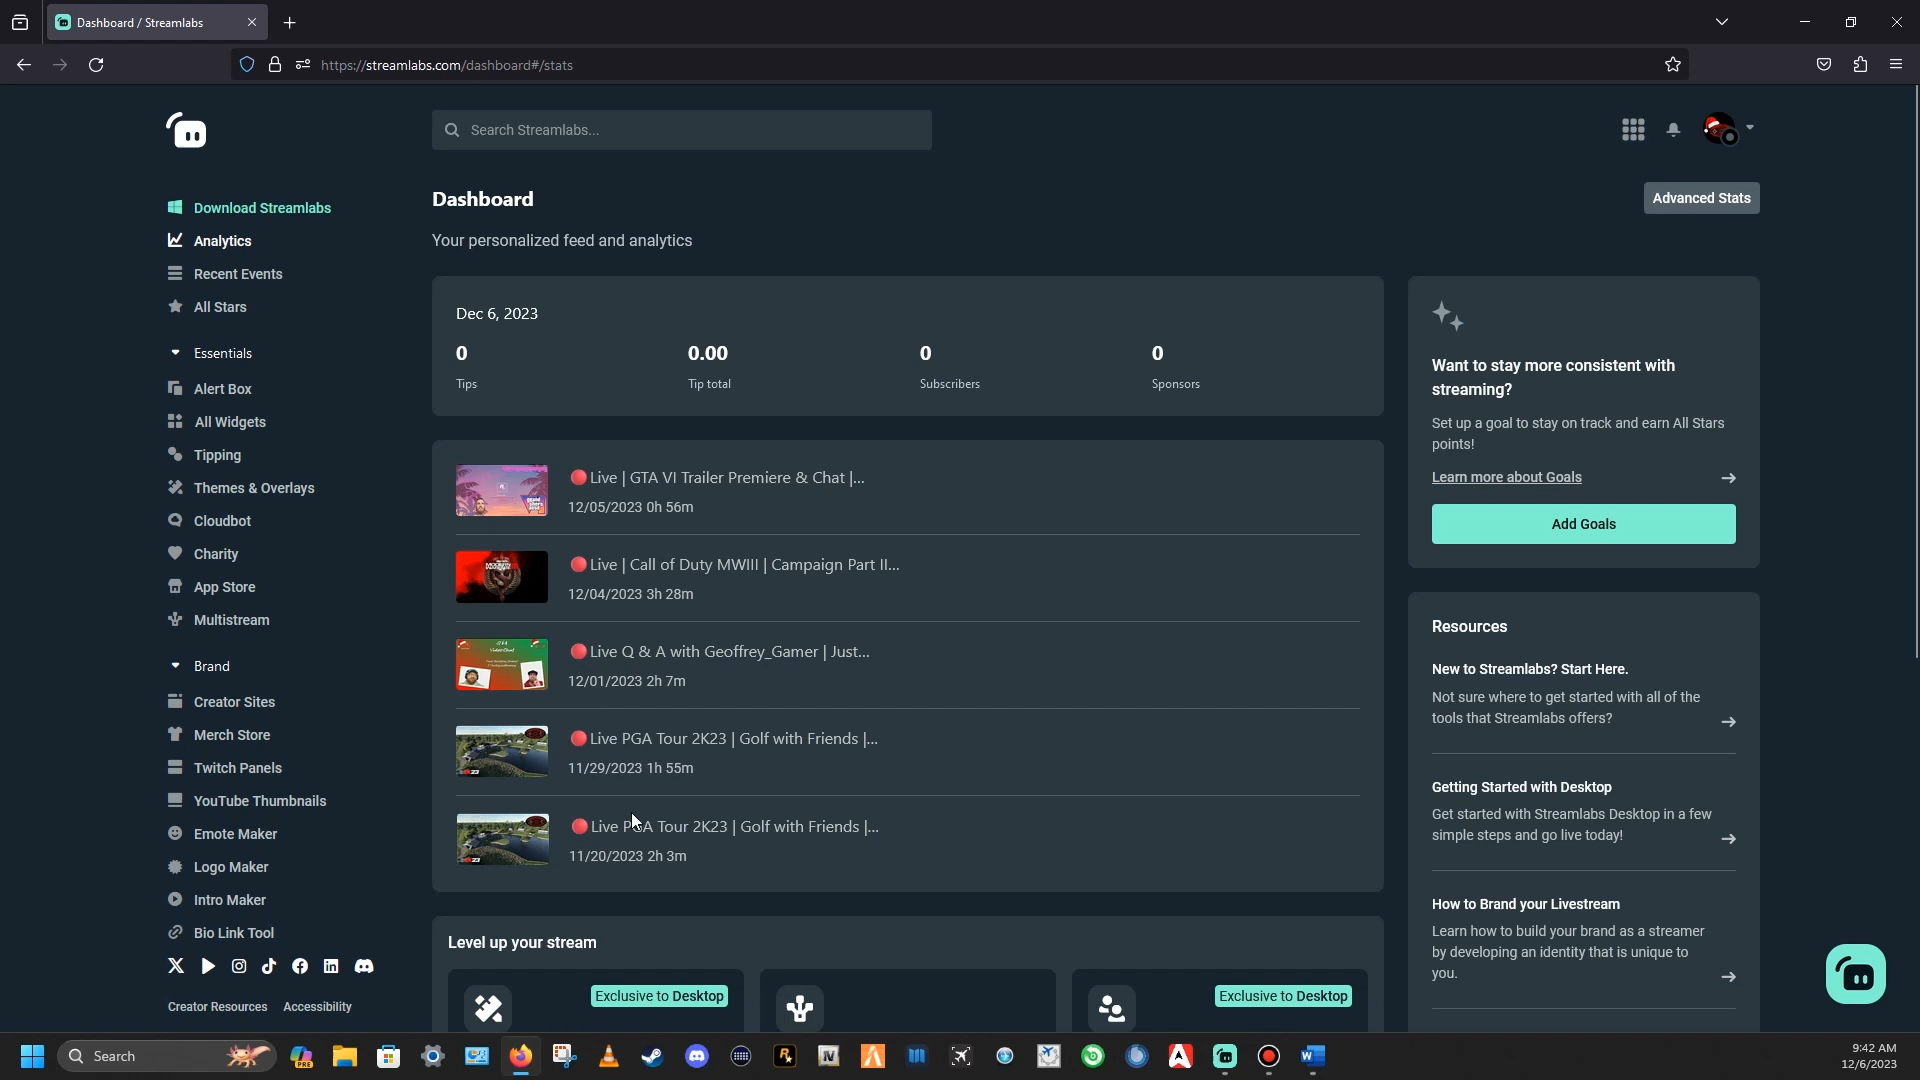 Dashboard / Streamlabs
https://streamlabs.com/dashboard#/stats
Search Streamlabs...
Download Streamlabs
Analytics
Recent Events
All Stars
Essentials
Alert Box
All Widgets
Tipping
Themes & Overlays
Cloudbot
Charity
App Store
Multistream
Brand
Creator Sites
Merch Store
Twitch Panels
YouTube Thumbnails
Emote Maker
Logo Maker
Intro Maker
Bio Link Tool
Creator Resources Accessibility
Dashboard
Advanced Stats
Your personalized feed and analytics
Dec 6, 2023
0 0.00 0 0
Tips Tip total Subscribers Sponsors
Live | GTA VI Trailer Premiere & Chat |...
12/05/2023 0h 56m
Live | Call of Duty MWIII | Campaign Part II...
12/04/2023 3h 28m
Live Q & A with Geoffrey_Gamer | Just...
12/01/2023 2h 7m
Live PGA Tour 2K23 | Golf with Friends |...
11/29/2023 1h 55m
Live PGA Tour 2K23 | Golf with Friends |...
11/20/2023 2h 3m
Level up your stream
Exclusive to Desktop
Exclusive to Desktop
Want to stay more consistent with
streaming?
Set up a goal to stay on track and earn All Stars
points!
Learn more about Goals
Add Goals
Resources
New to Streamlabs? Start Here.
Not sure where to get started with all of the
tools that Streamlabs offers?
Getting Started with Desktop
Get started with Streamlabs Desktop in a few
simple steps and go live today!
How to Brand your Livestream
Learn how to build your brand as a streamer
by developing an identity that is unique to
you.
Search
PRE
9:42 AM
12/6/2023